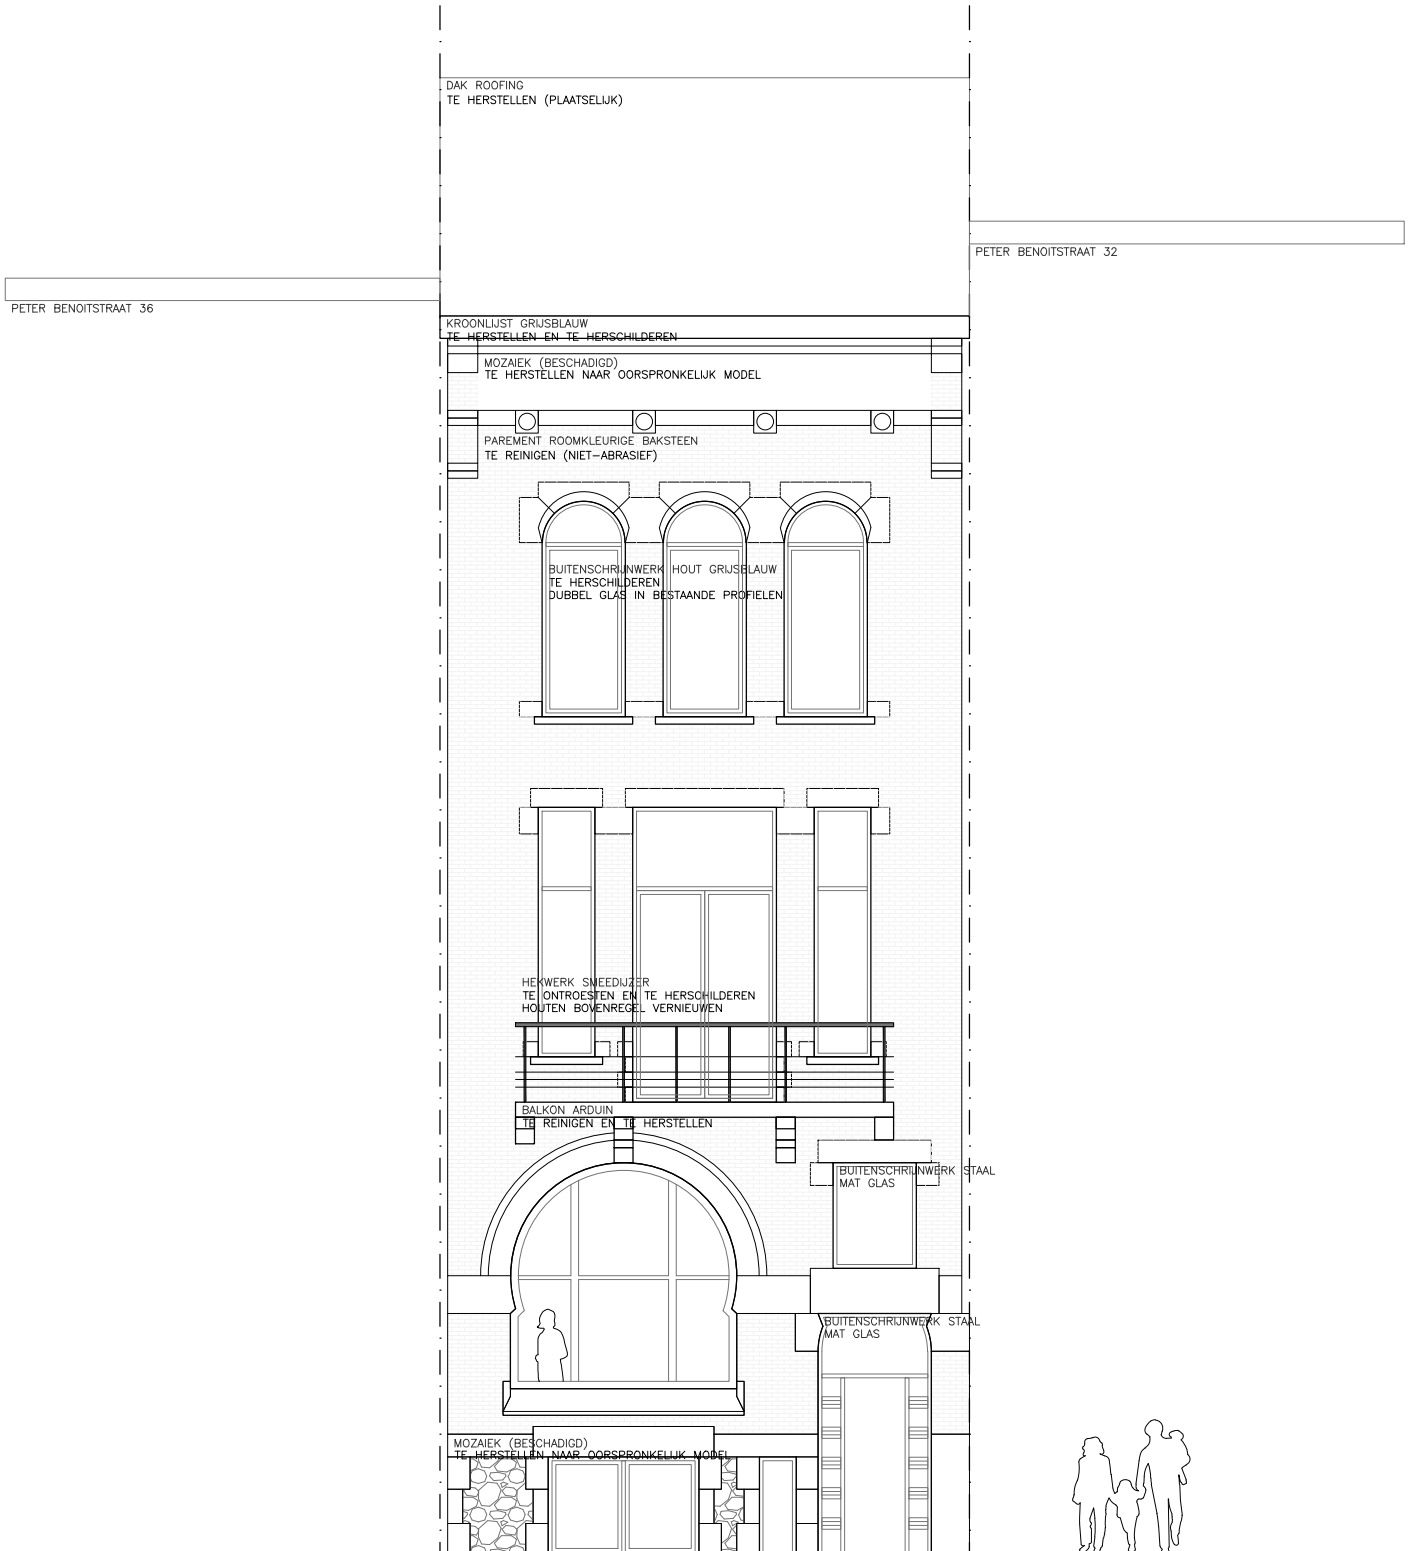 DAK ROOFING
TE HERSTELLEN (PLAATSELIJK)
PETER BENOITSTRAAT 32
PETER BENOITSTRAAT 36
KROONLIJST GRIJSBLAUW
TE HERSTELLEN EN TE HERSCHILDEREN
MOZAIEK (BESCHADIGD)
TE HERSTELLEN NAAR OORSPRONKELIJK MODEL
PAREMENT ROOMKLEURIGE BAKSTEEN
TE REINIGEN (NIET-ABRASIEF)
BUITENSCHRIJNWERK HOUT GRIJSBLAUW
TE HERSCHILDEREN
DUBBEL GLAS IN BESTAANDE PROFIELEN
HEKWERK SMEEDIJZER
TE ONTROESTEN EN TE HERSCHILDEREN
HOUTEN BOVENREGEL VERNIEUWEN
BALKON ARDUIN
TE REINIGEN EN TE HERSTELLEN
BUITENSCHRIJNWERK STAAL
MAT GLAS
BUITENSCHRIJNWERK STAAL
MAT GLAS
MOZAIEK (BESCHADIGD)
TE HERSTELLEN NAAR OORSPRONKELIJK MODEL